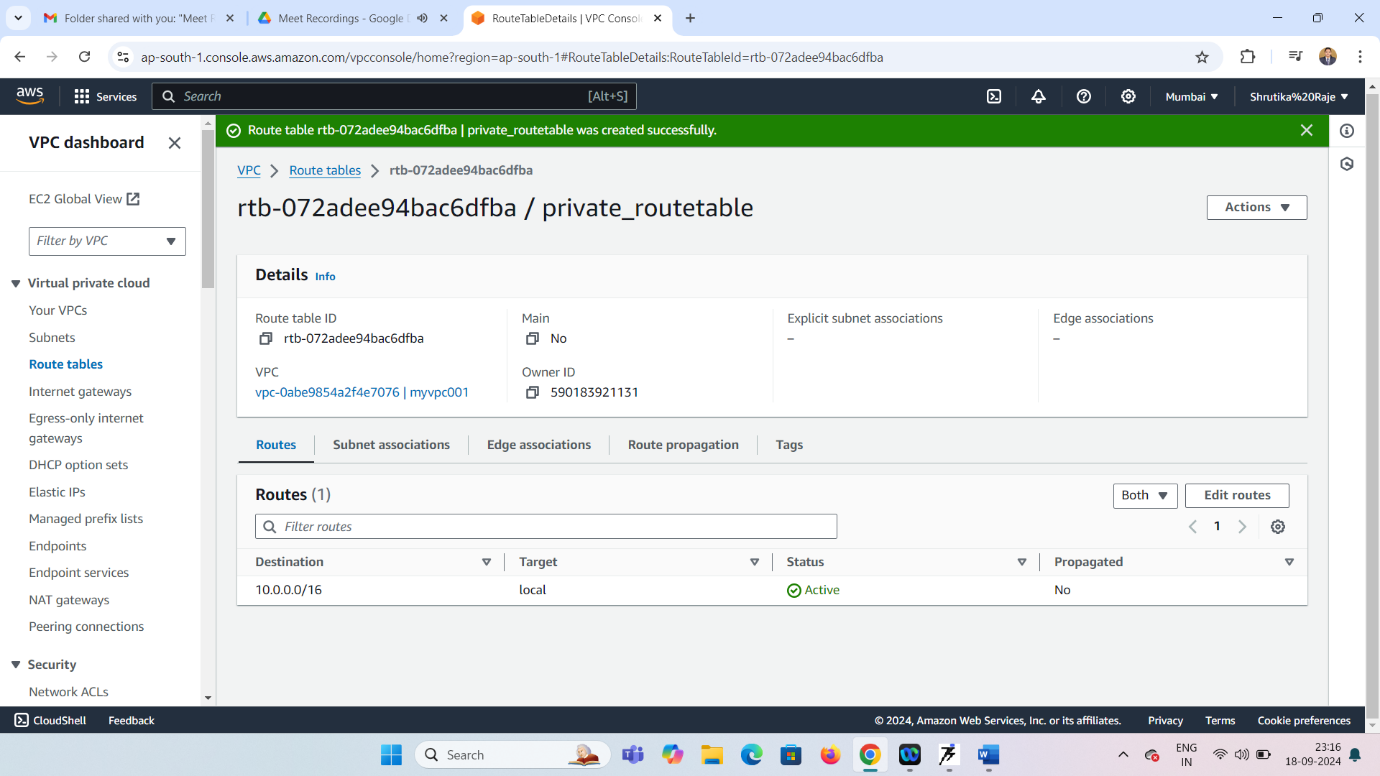 Folder shared with you: "Meet R
Meet Recordings - Google D
RouteTableDetails | VPC Consol
ap-south-1.console.aws.amazon.com/vpcconsole/home?region=ap-south-1#RouteTableDetails:RouteTableId=rtb-072adee94bac6dfba
aws
Services
Search
[Alt+S]
Mumbai
Shrutika%20Raje
VPC dashboard
EC2 Global View
Filter by VPC
Virtual private cloud
Your VPCs
Subnets
Route tables
Internet gateways
Egress-only internet
gateways
DHCP option sets
Elastic IPs
Managed prefix lists
Endpoints
Endpoint services
NAT gateways
Peering connections
Security
Network ACLs
Route table rtb-072adee94bac6dfba | private_routetable was created successfully.
VPC
Route tables
rtb-072adee94bac6dfba
rtb-072adee94bac6dfba / private_routetable
Actions
Details Info
Route table ID
rtb-072adee94bac6dfba
Main
No
Explicit subnet associations
–
Edge associations
–
VPC
vpc-0abe9854a2f4e7076 | myvpc001
Owner ID
590183921131
Routes
Subnet associations
Edge associations
Route propagation
Tags
Routes (1)
Both
Edit routes
Filter routes
1
Destination
Target
Status
Propagated
10.0.0.0/16
local
Active
No
CloudShell
Feedback
© 2024, Amazon Web Services, Inc. or its affiliates.
Privacy
Terms
Cookie preferences
Search
ENG
IN
23:16
18-09-2024